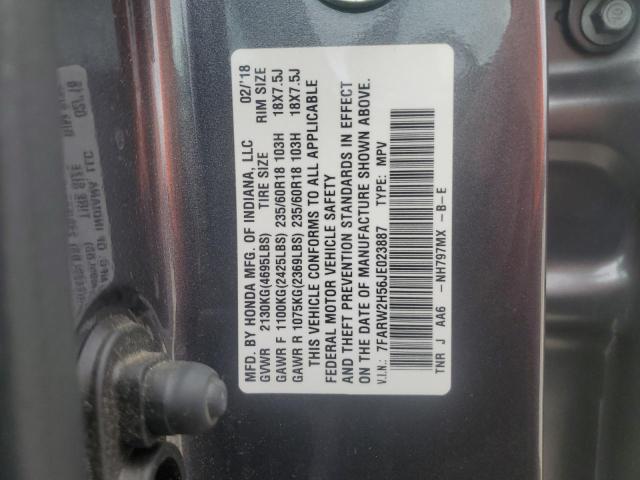 MFD. BY HONDA MFG. OF INDIANA, LLC 02/'18
GVWR 2130KG(4695LBS) TIRE SIZE RIM SIZE
GAWR F 1100KG(2425LBS) 235/60R18 103H 18X7.5J
GAWR R 1075KG(2369LBS) 235/60R18 103H 18X7.5J
THIS VEHICLE CONFORMS TO ALL APPLICABLE
FEDERAL MOTOR VEHICLE SAFETY
AND THEFT PREVENTION STANDARDS IN EFFECT
ON THE DATE OF MANUFACTURE SHOWN ABOVE.
V.I.N.: 7FARW2H56JE023887 TYPE: MPV
TNR J AA6 -NH797MX -B-E